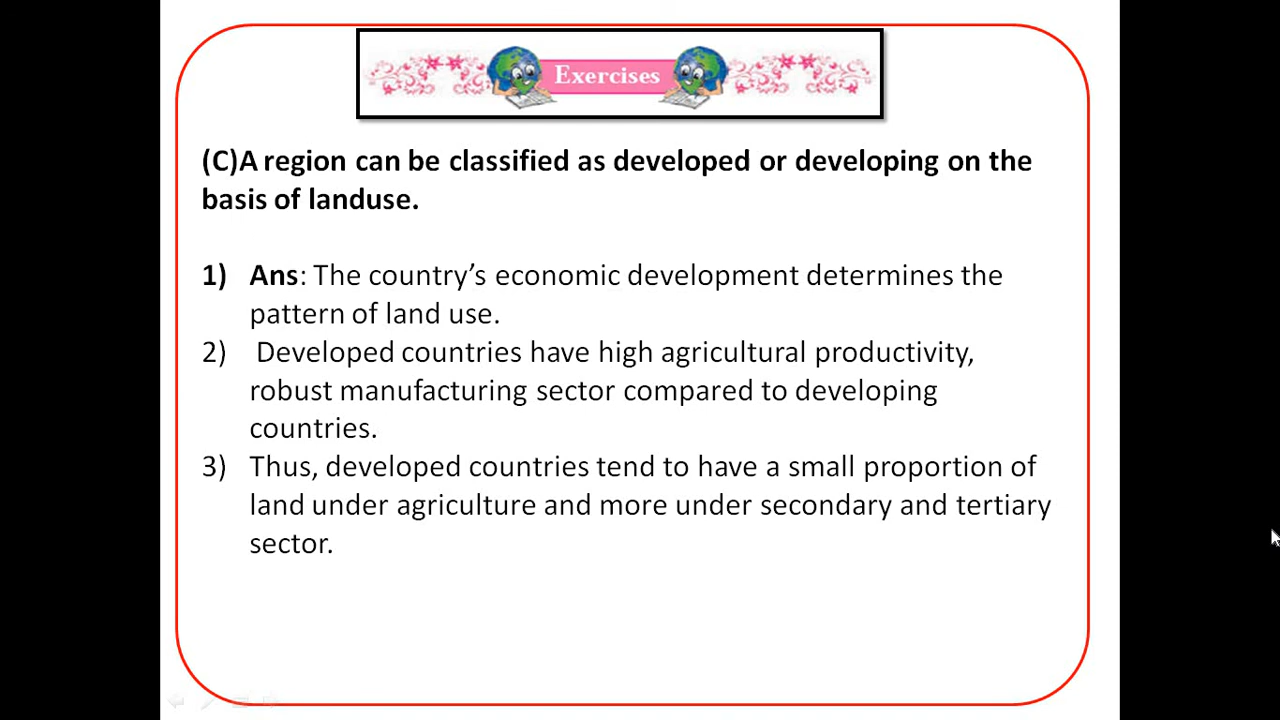 Exercises
(C)A region can be classified as developed or developing on the
basis of landuse.
1) Ans: The country’s economic development determines the
pattern of land use.
2) Developed countries have high agricultural productivity,
robust manufacturing sector compared to developing
countries.
3) Thus, developed countries tend to have a small proportion of
land under agriculture and more under secondary and tertiary
sector.